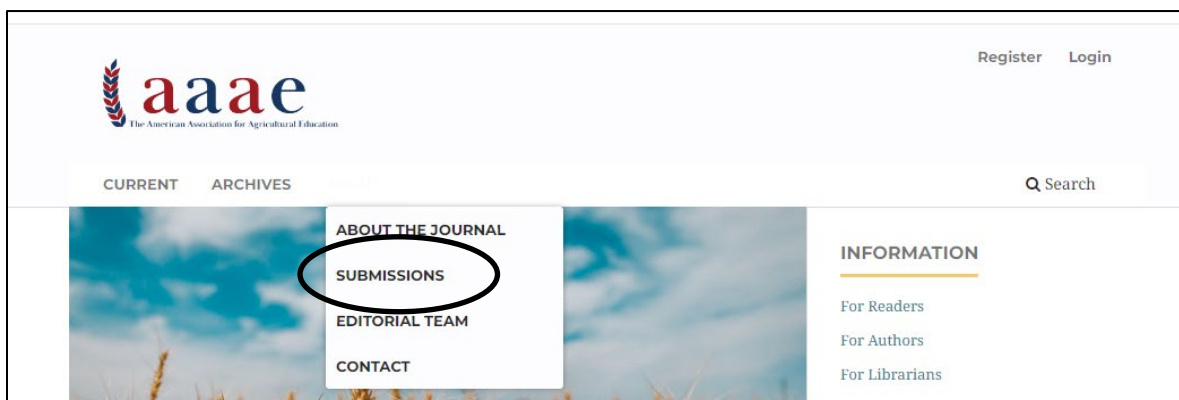 Register Login
aaae
The American Association for Agricultural Education
CURRENT ARCHIVES
Search
ABOUT THE JOURNAL
SUBMISSIONS
EDITORIAL TEAM
CONTACT
INFORMATION
For Readers
For Authors
For Librarians